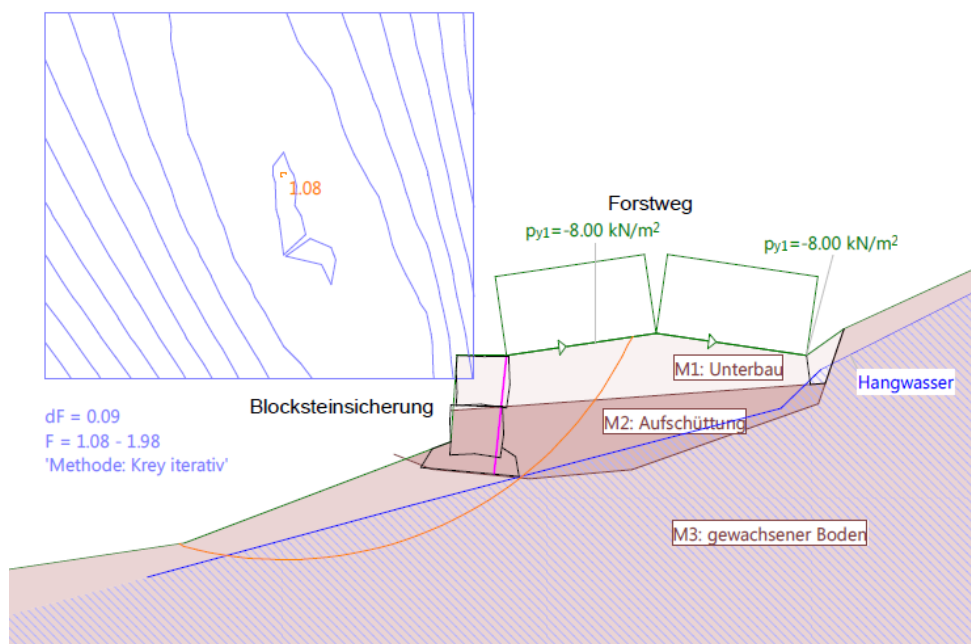 1.08
Forstweg
py1=-8.00 kN/m²
py1=-8.00 kN/m²
M1: Unterbau
Hangwasser
Blocksteinsicherung
M2: Aufschüttung
dF = 0.09
F = 1.08 - 1.98
'Methode: Krey iterativ'
M3: gewachsener Boden